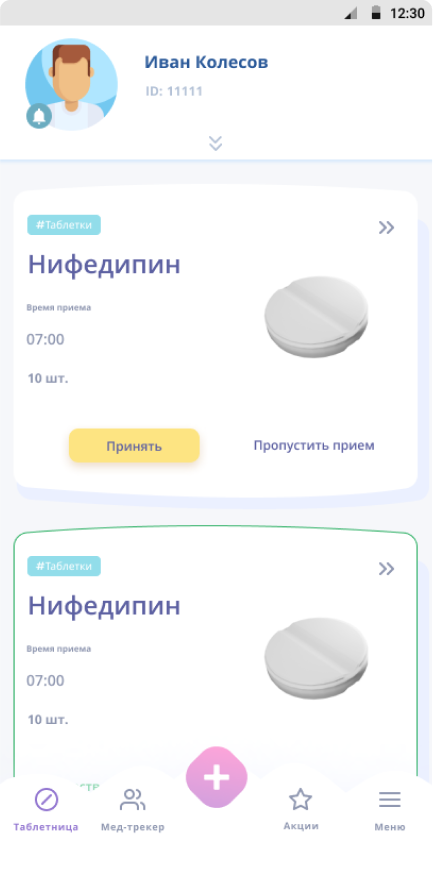 12:30
Иван Колесов
ID: 11111
#Таблетки
Нифедипин
Время приема
07:00
10 шт.
Принять
Пропустить прием
#Таблетки
Нифедипин
Время приема
07:00
10 шт.
Таблетница
Мед-трекер
Акции
Меню